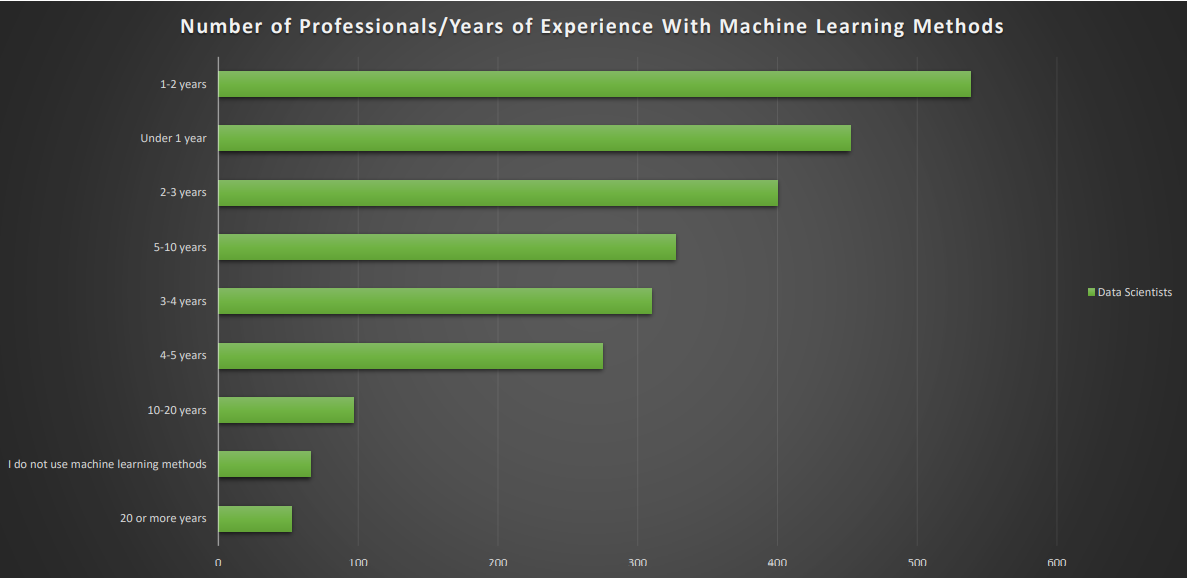 Number of Professionals/Years of Experience With Machine Learning Methods
1-2 years
Under 1 year
2-3 years
5-10 years
3-4 years
4-5 years
10-20 years
I do not use machine learning methods
20 or more years
0 100 200 300 400 500 600
Data Scientists